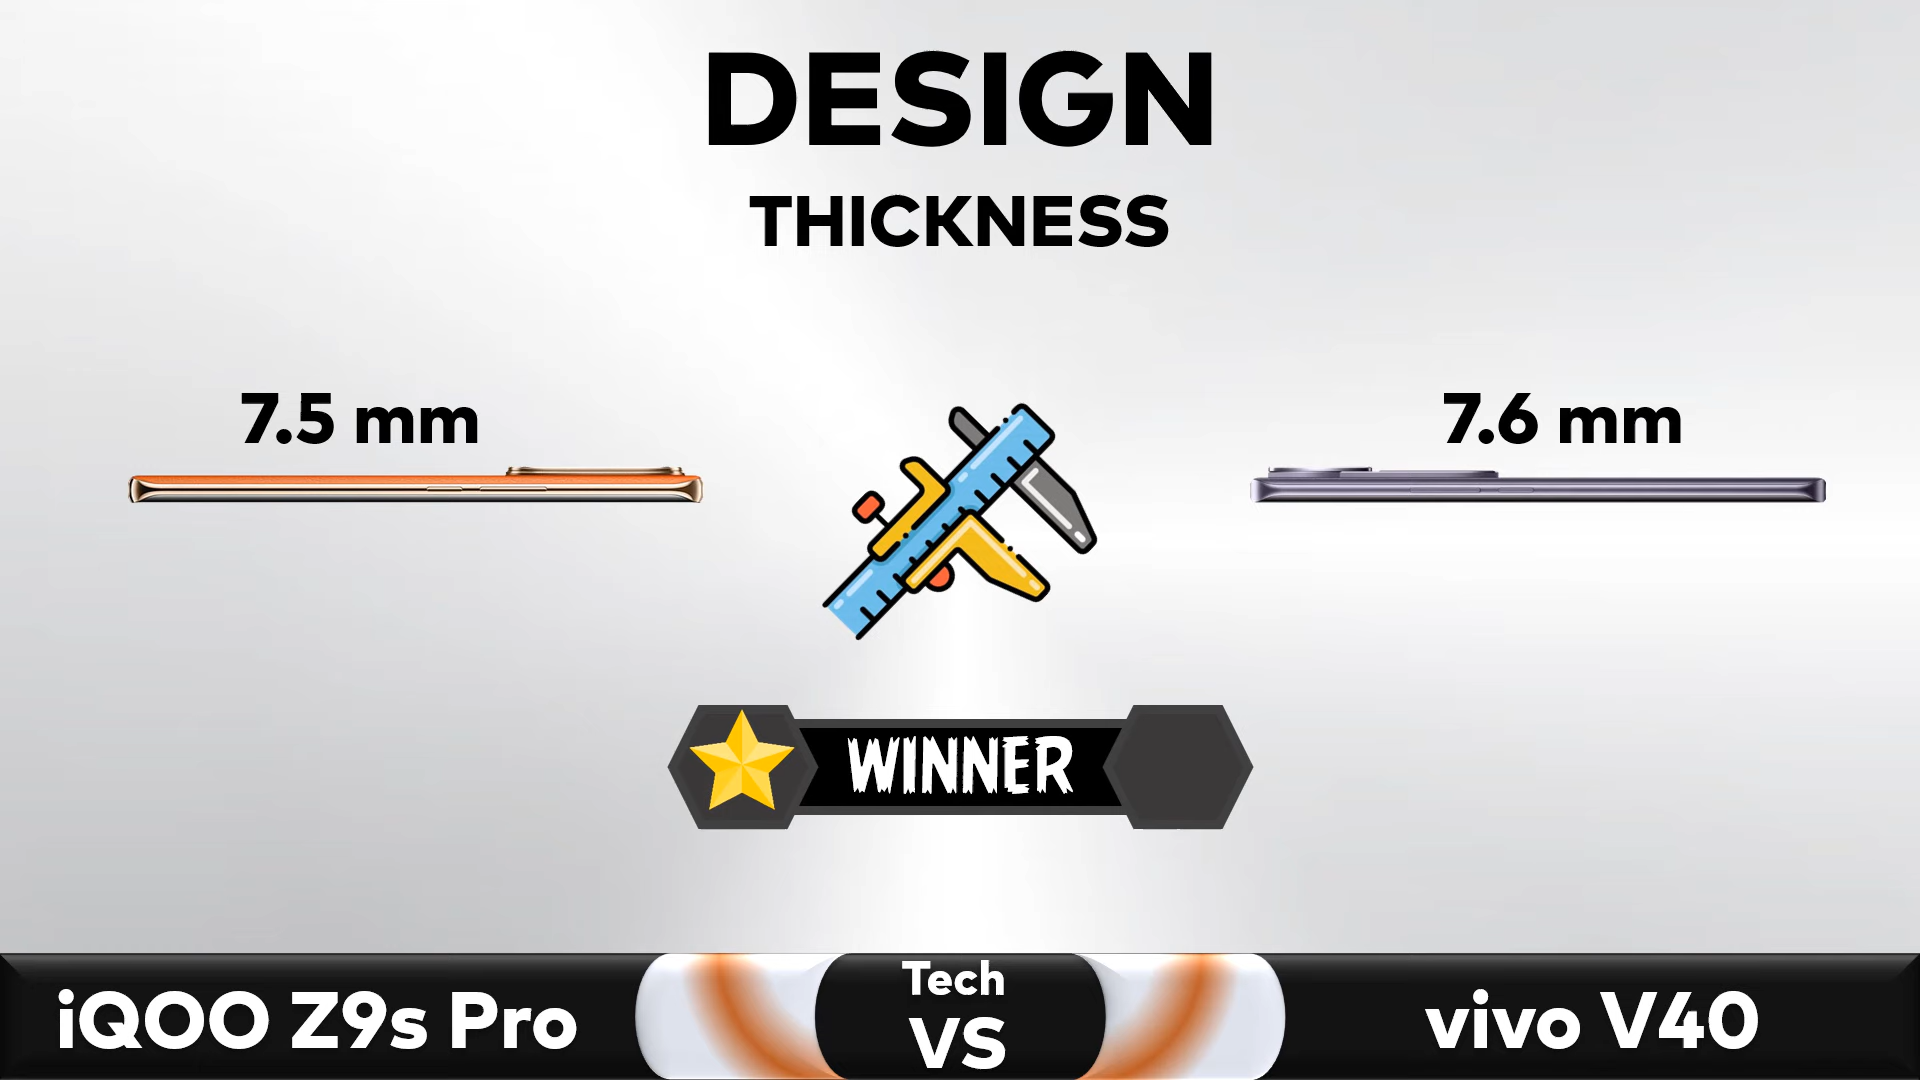 DESIGN
THICKNESS
7.5 mm
7.6 mm
WINNER
iQOO Z9s Pro
Tech
VS
vivo V40